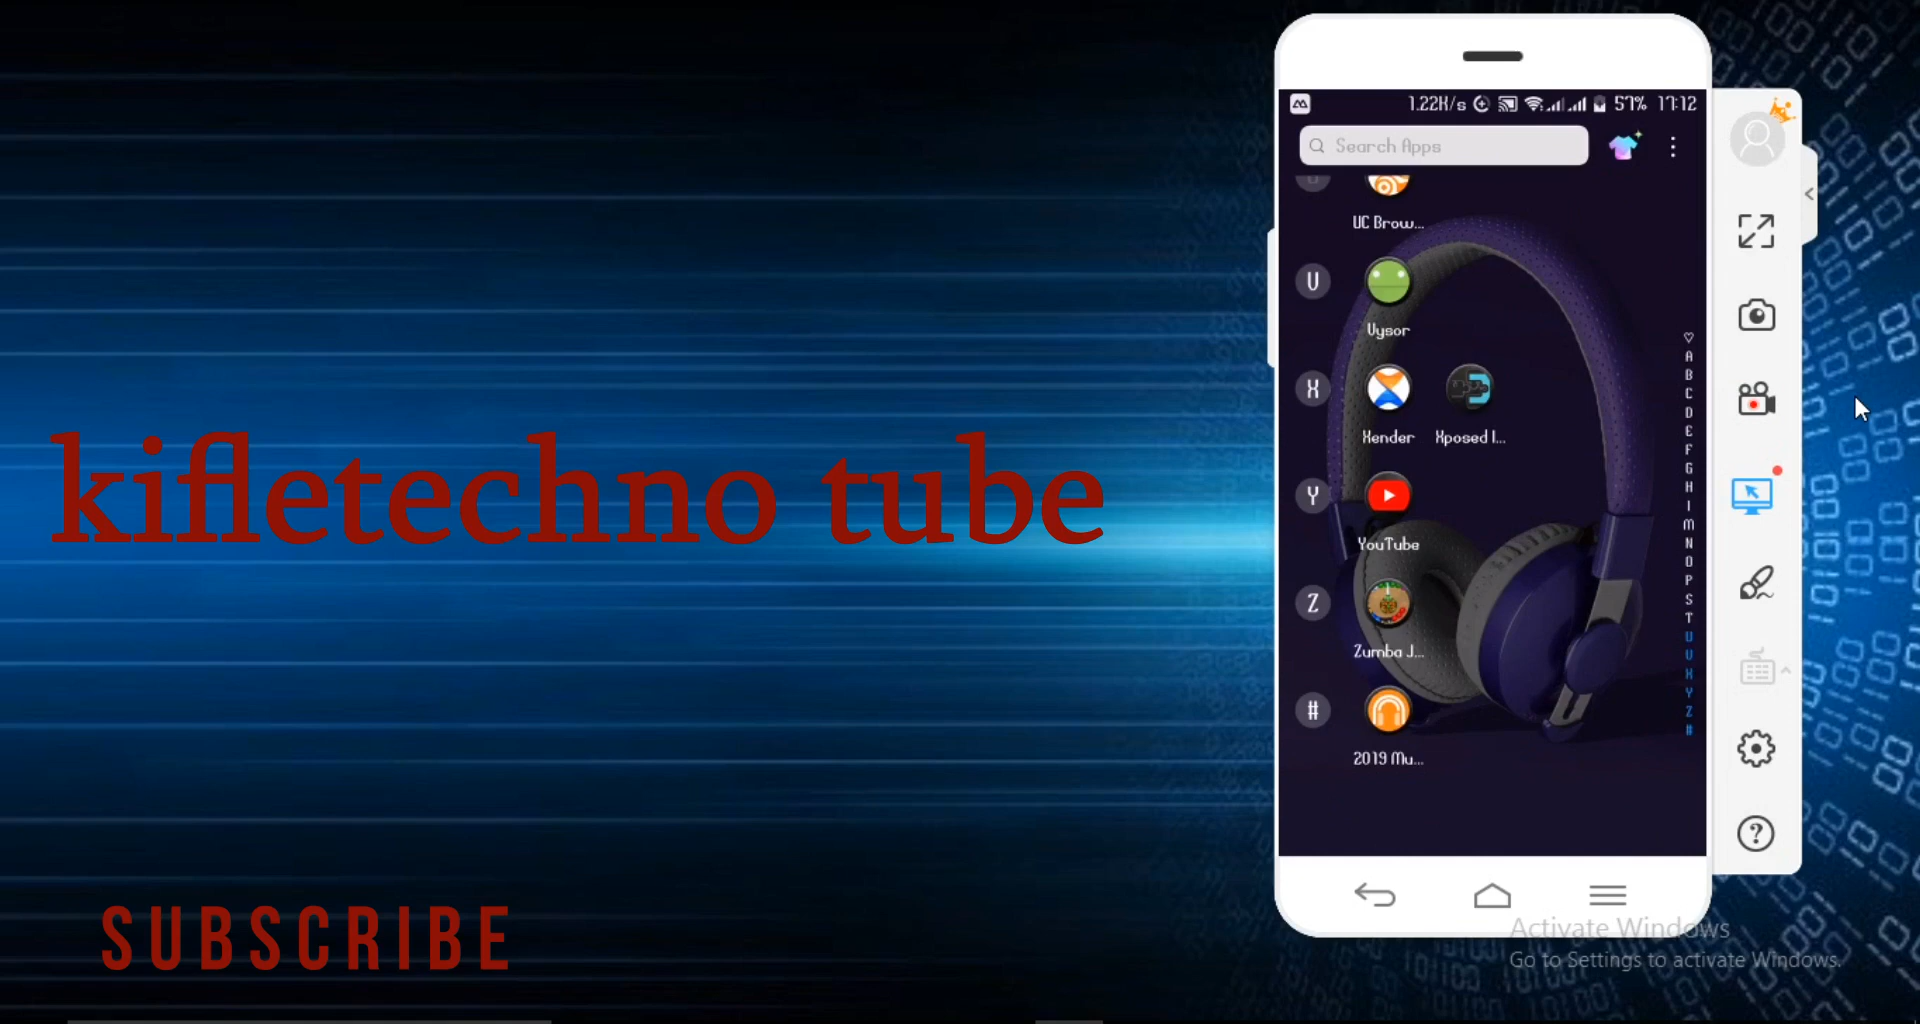 1.22K/s 57% 17:12
Search Apps
UC Brow...
U
Vysor
X
Xender Xposed I...
Y
YouTube
Z
Zumba J...
#
2019 Mu...
♡
A
B
C
D
E
F
G
H
I
M
N
O
P
S
T
U
V
X
Y
Z
#
kifletechno tube
SUBSCRIBE
Activate Windows
Go to Settings to activate Windows.